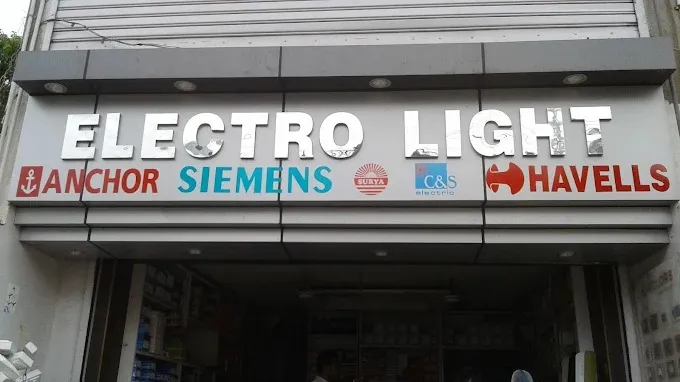 ELECTRO LIGHT
ANCHOR SIEMENS SURYA C&S electric HAVELLS